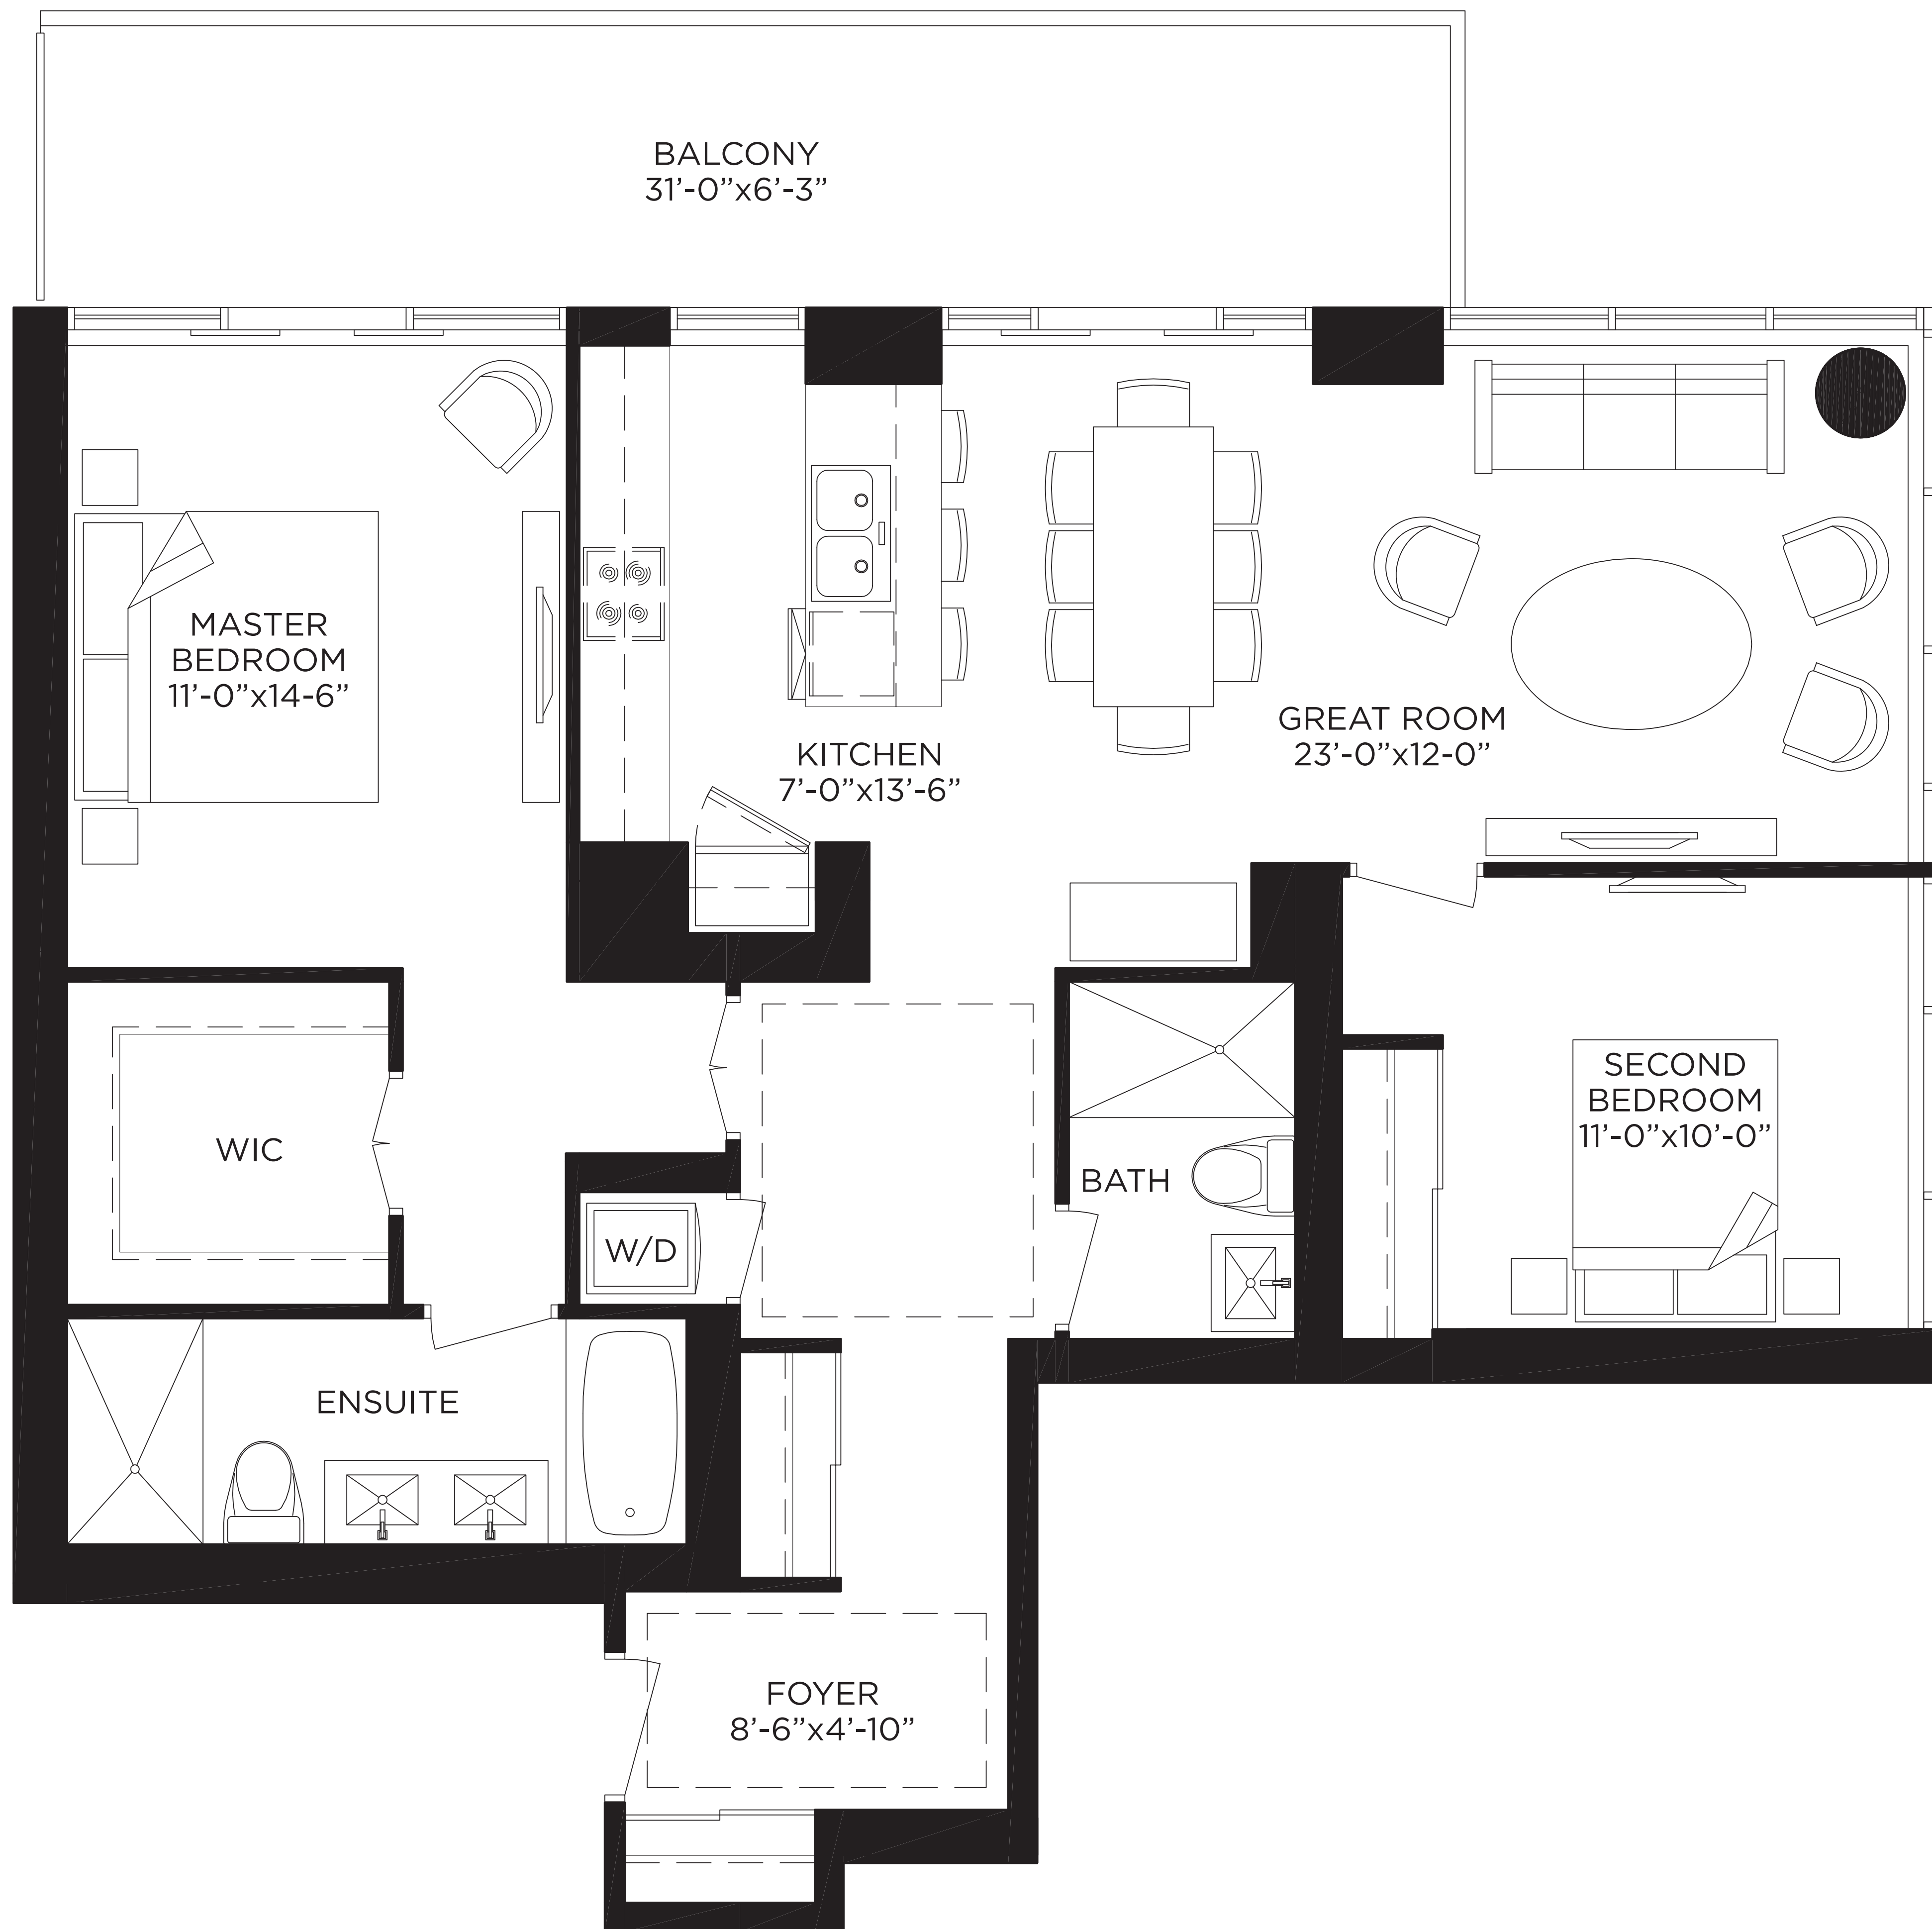 BALCONY
31’-0”x6’-3”
MASTER
BEDROOM
11’-0”x14-6”
KITCHEN
7’-0”x13’-6”
GREAT ROOM
23’-0”x12-0”
SECOND
BEDROOM
11’-0”x10’-0”
WIC
BATH
W/D
ENSUITE
FOYER
8’-6”x4’-10”